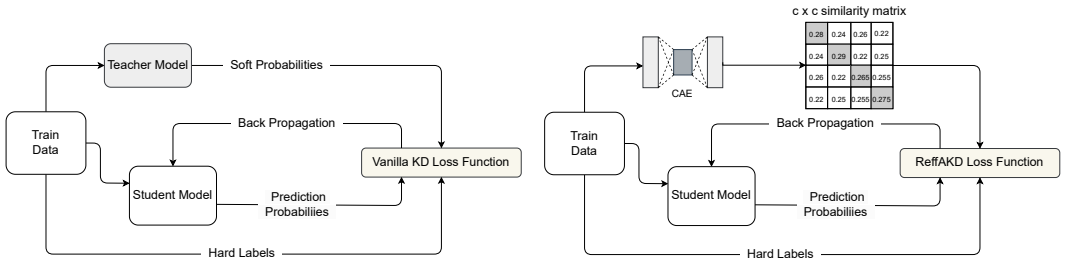 Teacher Model
Soft Probabilities
Train
Data
Back Propagation
Vanilla KD Loss Function
Student Model
Prediction
Probabiliies
Hard Labels
c x c similarity matrix
0.28 0.24 0.26 0.22
0.24 0.29 0.22 0.25
0.26 0.22 0.265 0.255
0.22 0.25 0.255 0.275
CAE
Train
Data
Back Propagation
ReffAKD Loss Function
Student Model
Prediction
Probabiliies
Hard Labels